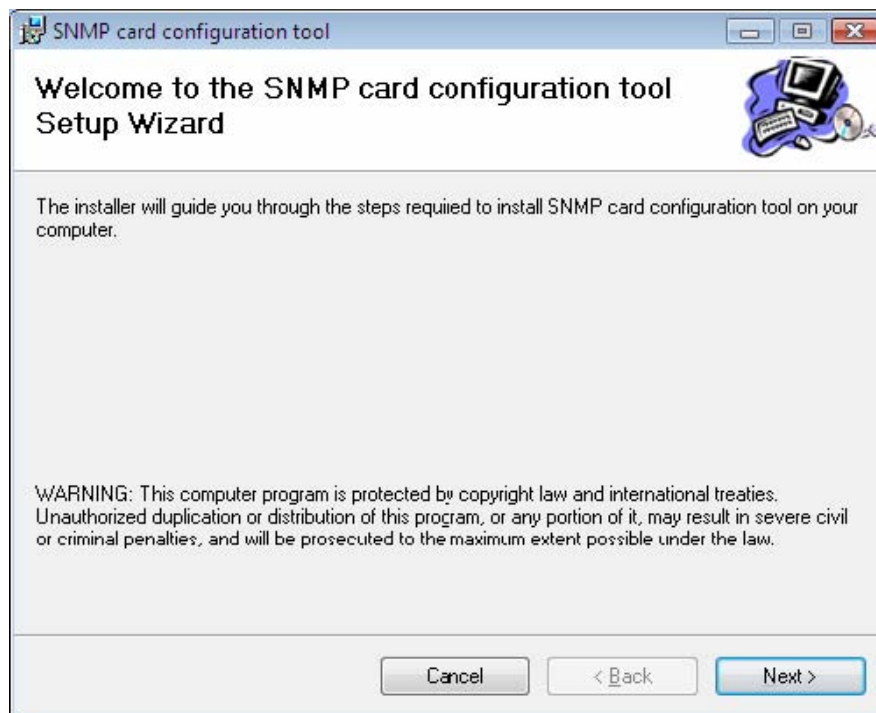 SNMP card configuration tool
Welcome to the SNMP card configuration tool
Setup Wizard
The installer will guide you through the steps required to install SNMP card configuration tool on your
computer.
WARNING: This computer program is protected by copyright law and international treaties.
Unauthorized duplication or distribution of this program, or any portion of it, may result in severe civil
or criminal penalties, and will be prosecuted to the maximum extent possible under the law.
Cancel
< Back
Next >